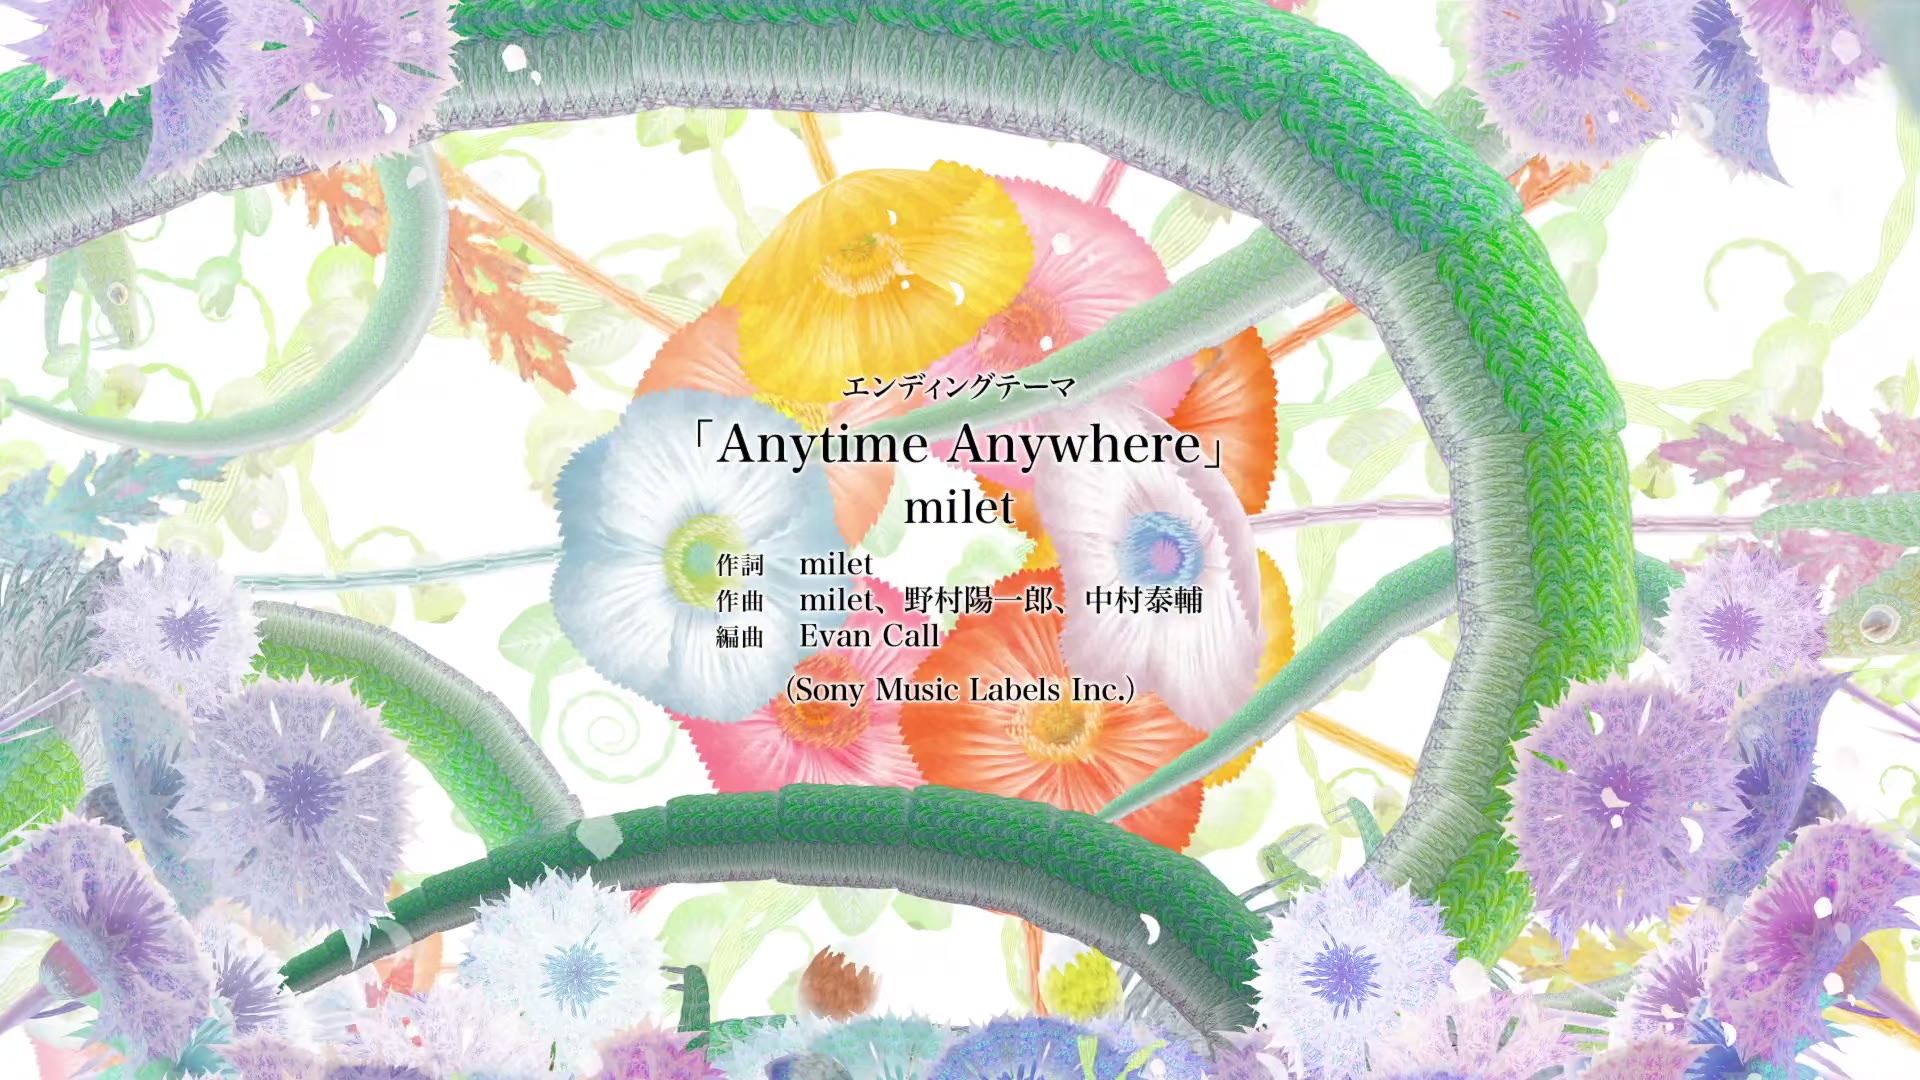 エンディングテーマ
「Anytime Anywhere」
milet
作詞 milet
作曲 milet、野村陽一郎、中村泰輔
編曲 Evan Call
(Sony Music Labels Inc.)